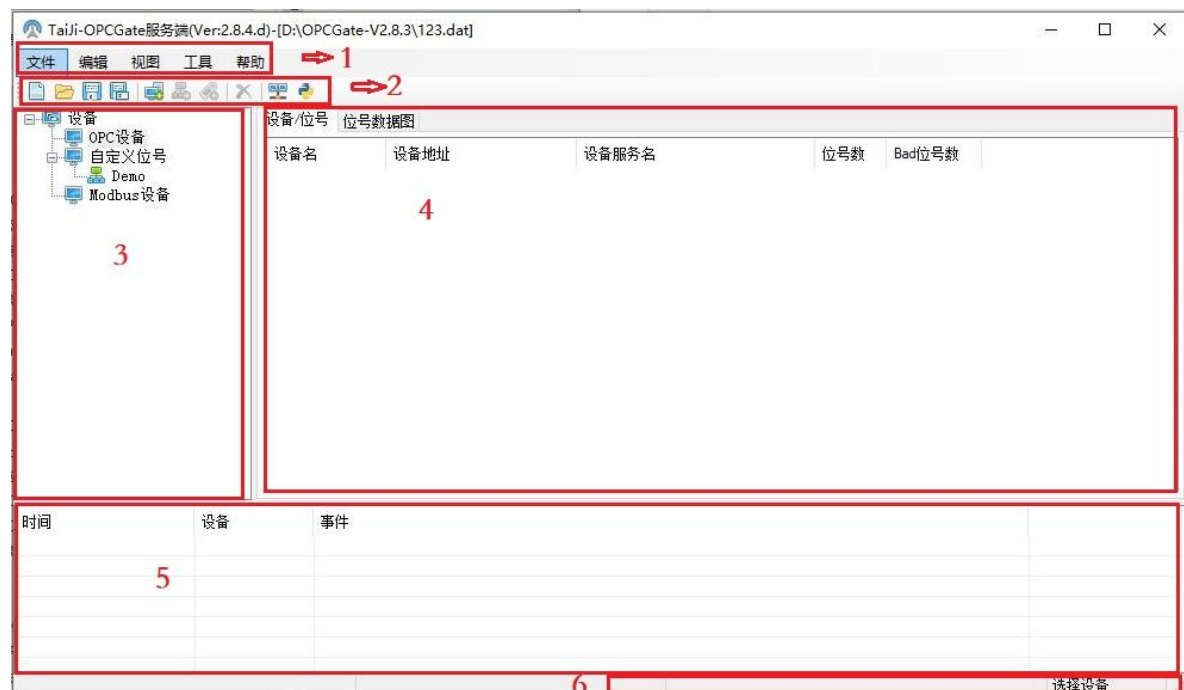 TaiJi-OPCGate服务端(Ver:2.8.4.d)-[D:\OPCGate-V2.8.3\123.dat]
文件 编辑 视图 工具 帮助 1
2
设备
OPC设备
自定义位号
Demo
Modbus设备
3
设备/位号 位号数据图
设备名 设备地址 设备服务名 位号数 Bad位号数
4
时间 设备 事件
5
6 选择设备